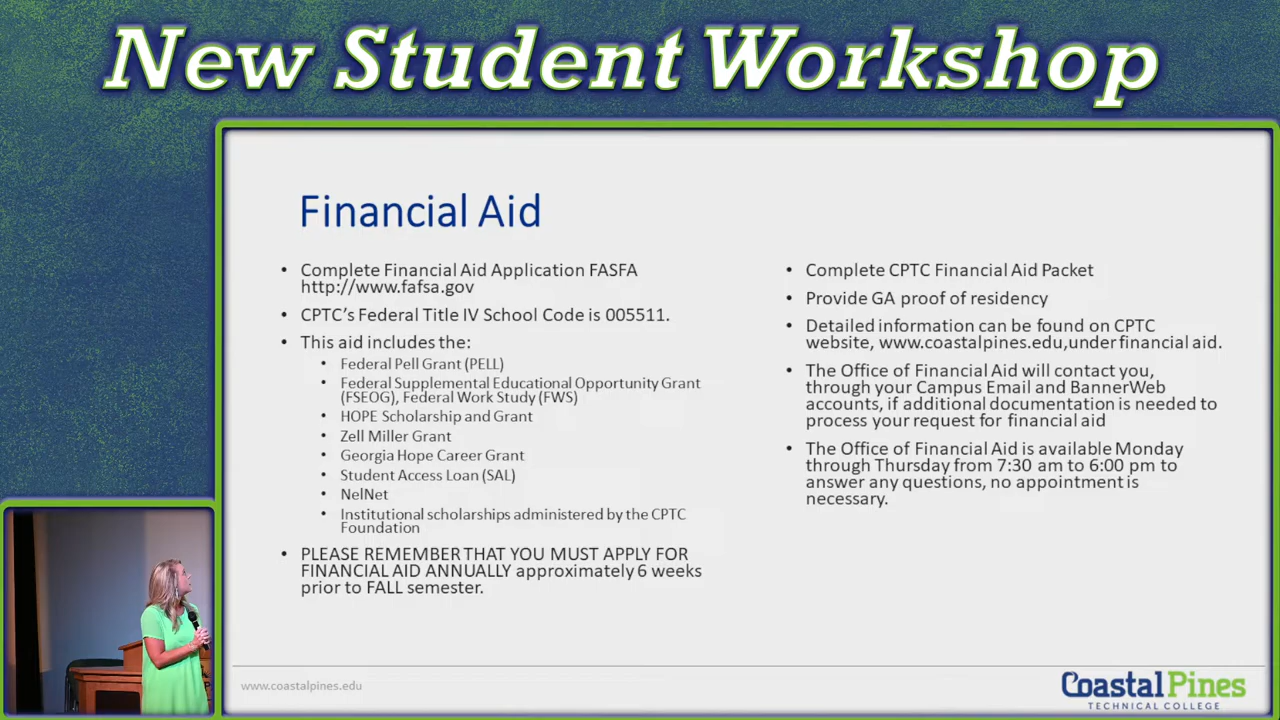 New Student Workshop
Financial Aid
• Complete Financial Aid Application FASFA
http://www.fafsa.gov
• CPTC's Federal Title IV School Code is 005511.
• This aid includes the:
• Federal Pell Grant (PELL)
• Federal Supplemental Educational Opportunity Grant
(FSEOG), Federal Work Study (FWS)
• HOPE Scholarship and Grant
• Zell Miller Grant
• Georgia Hope Career Grant
• Student Access Loan (SAL)
• NelNet
• Institutional scholarships administered by the CPTC
Foundation
• PLEASE REMEMBER THAT YOU MUST APPLY FOR
FINANCIAL AID ANNUALLY approximately 6 weeks
prior to FALL semester.
• Complete CPTC Financial Aid Packet
• Provide GA proof of residency
• Detailed information can be found on CPTC
website, www.coastalpines.edu,under financial aid.
• The Office of Financial Aid will contact you,
through your Campus Email and BannerWeb
accounts, if additional documentation is needed to
process your request for financial aid
• The Office of Financial Aid is available Monday
through Thursday from 7:30 am to 6:00 pm to
answer any questions, no appointment is
necessary.
www.coastalpines.edu
CoastalPines
TECHNICAL COLLEGE